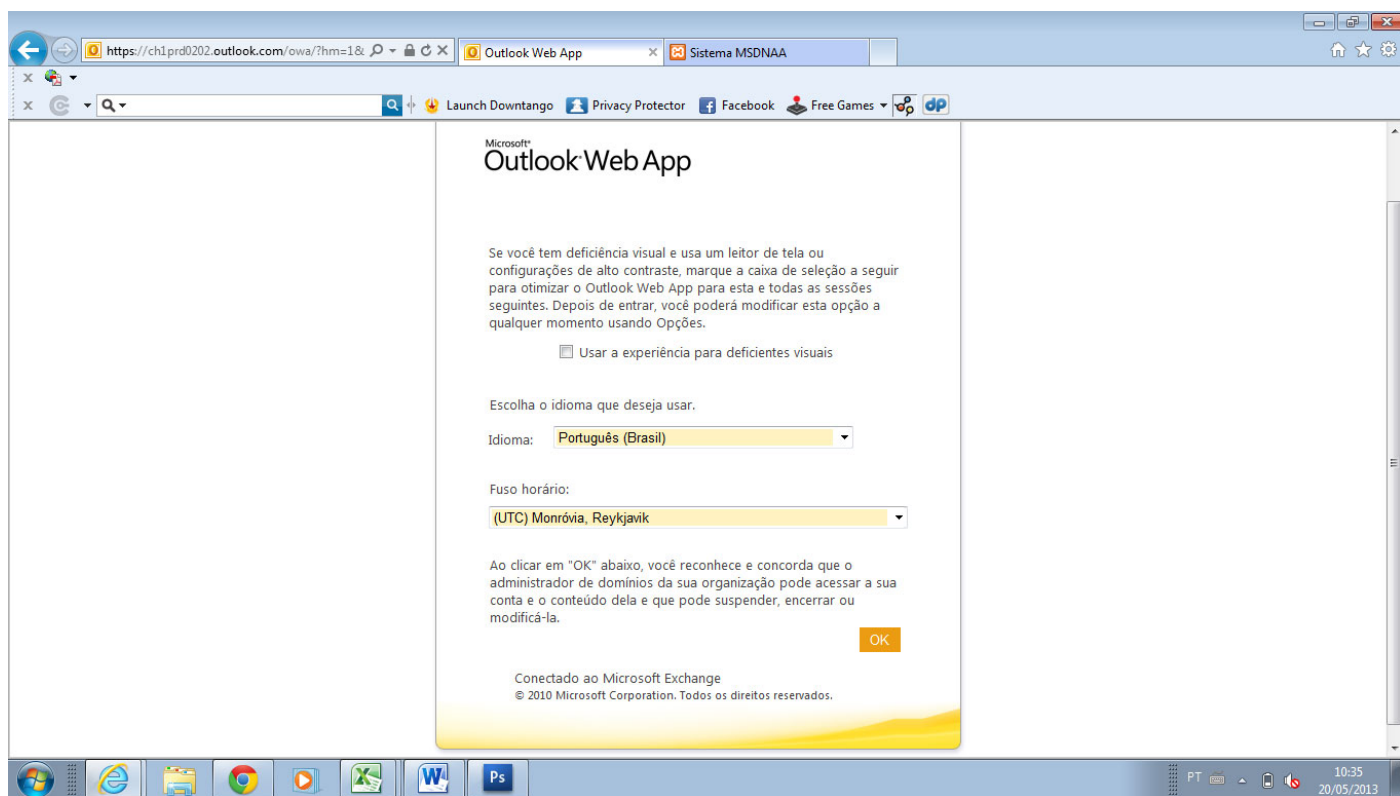 https://ch1prd0202.outlook.com/owa/?hm=1&
Outlook Web App
Sistema MSDNAA
Launch Downtango
Privacy Protector
Facebook
Free Games
dp
Microsoft®
Outlook Web App
Se você tem deficiência visual e usa um leitor de tela ou
configurações de alto contraste, marque a caixa de seleção a seguir
para otimizar o Outlook Web App para esta e todas as sessões
seguintes. Depois de entrar, você poderá modificar esta opção a
qualquer momento usando Opções.
Usar a experiência para deficientes visuais
Escolha o idioma que deseja usar.
Idioma: Português (Brasil)
Fuso horário:
(UTC) Monróvia, Reykjavik
Ao clicar em "OK" abaixo, você reconhece e concorda que o
administrador de domínios da sua organização pode acessar a sua
conta e o conteúdo dela e que pode suspender, encerrar ou
modificá-la.
OK
Conectado ao Microsoft Exchange
© 2010 Microsoft Corporation. Todos os direitos reservados.
Ps
PT
10:35
20/05/2013